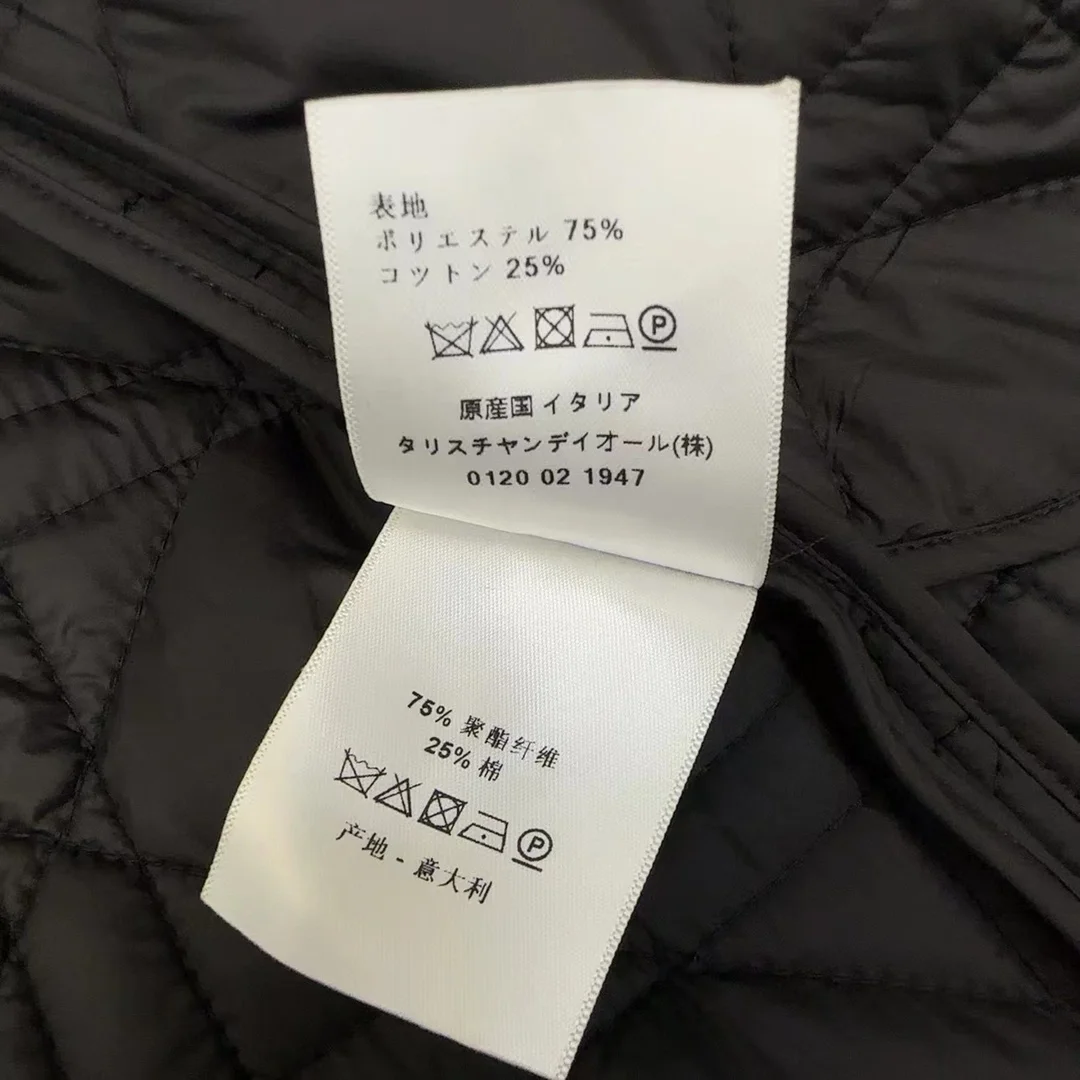 表地
ポリエステル 75%
コットン 25%
P
原産国 イタリア
タリスチャンデイオール(株)
0120 02 1947
75% 聚酯纤维
25% 棉
P
产地 - 意大利